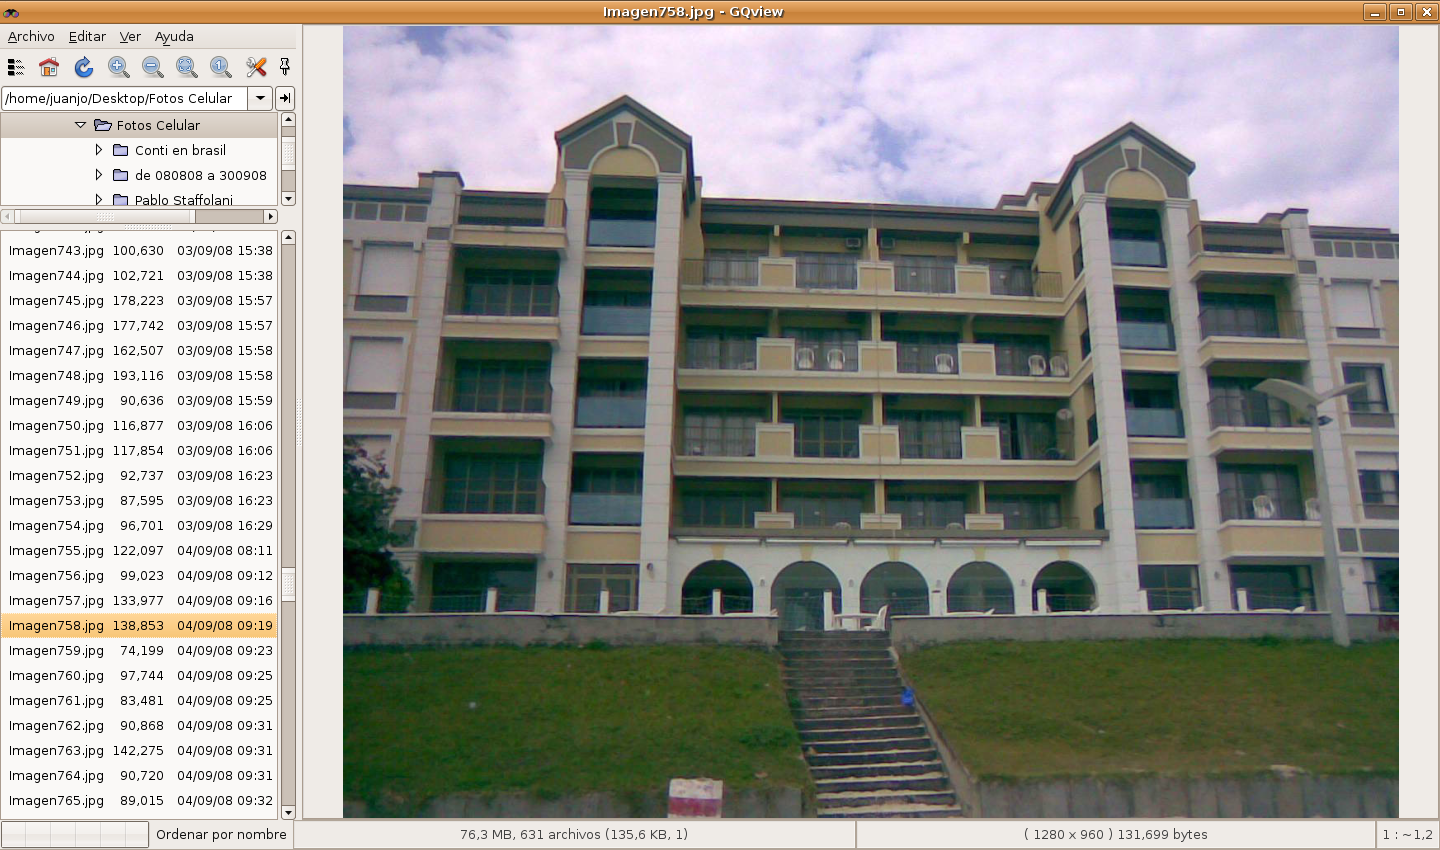 Imagen758.jpg - GQview
Archivo Editar Ver Ayuda
/home/juanjo/Desktop/Fotos Celular
Fotos Celular
Conti en brasil
de 080808 a 300908
Pablo Staffolani
Imagen743.jpg 100,630 03/09/08 15:38
Imagen744.jpg 102,721 03/09/08 15:38
Imagen745.jpg 178,223 03/09/08 15:57
Imagen746.jpg 177,742 03/09/08 15:57
Imagen747.jpg 162,507 03/09/08 15:58
Imagen748.jpg 193,116 03/09/08 15:58
Imagen749.jpg 90,636 03/09/08 15:59
Imagen750.jpg 116,877 03/09/08 16:06
Imagen751.jpg 117,854 03/09/08 16:06
Imagen752.jpg 92,737 03/09/08 16:23
Imagen753.jpg 87,595 03/09/08 16:23
Imagen754.jpg 96,701 03/09/08 16:29
Imagen755.jpg 122,097 04/09/08 08:11
Imagen756.jpg 99,023 04/09/08 09:12
Imagen757.jpg 133,977 04/09/08 09:16
Imagen758.jpg 138,853 04/09/08 09:19
Imagen759.jpg 74,199 04/09/08 09:23
Imagen760.jpg 97,744 04/09/08 09:25
Imagen761.jpg 83,481 04/09/08 09:25
Imagen762.jpg 90,868 04/09/08 09:31
Imagen763.jpg 142,275 04/09/08 09:31
Imagen764.jpg 90,720 04/09/08 09:31
Imagen765.jpg 89,015 04/09/08 09:32
Ordenar por nombre
76,3 MB, 631 archivos (135,6 KB, 1)
( 1280 x 960 ) 131,699 bytes
1 : ~1,2